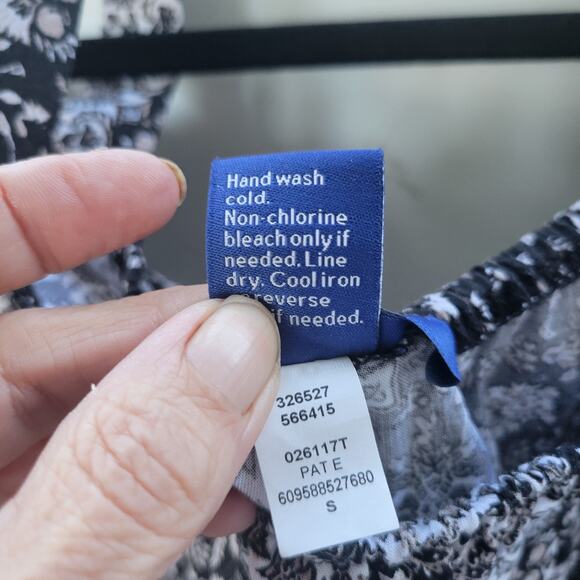 Hand wash
cold.
Non-chlorine
bleach only if
needed. Line
dry. Cool iron
reverse
if needed.
326527
566415
026117T
PAT E
609588527680
S